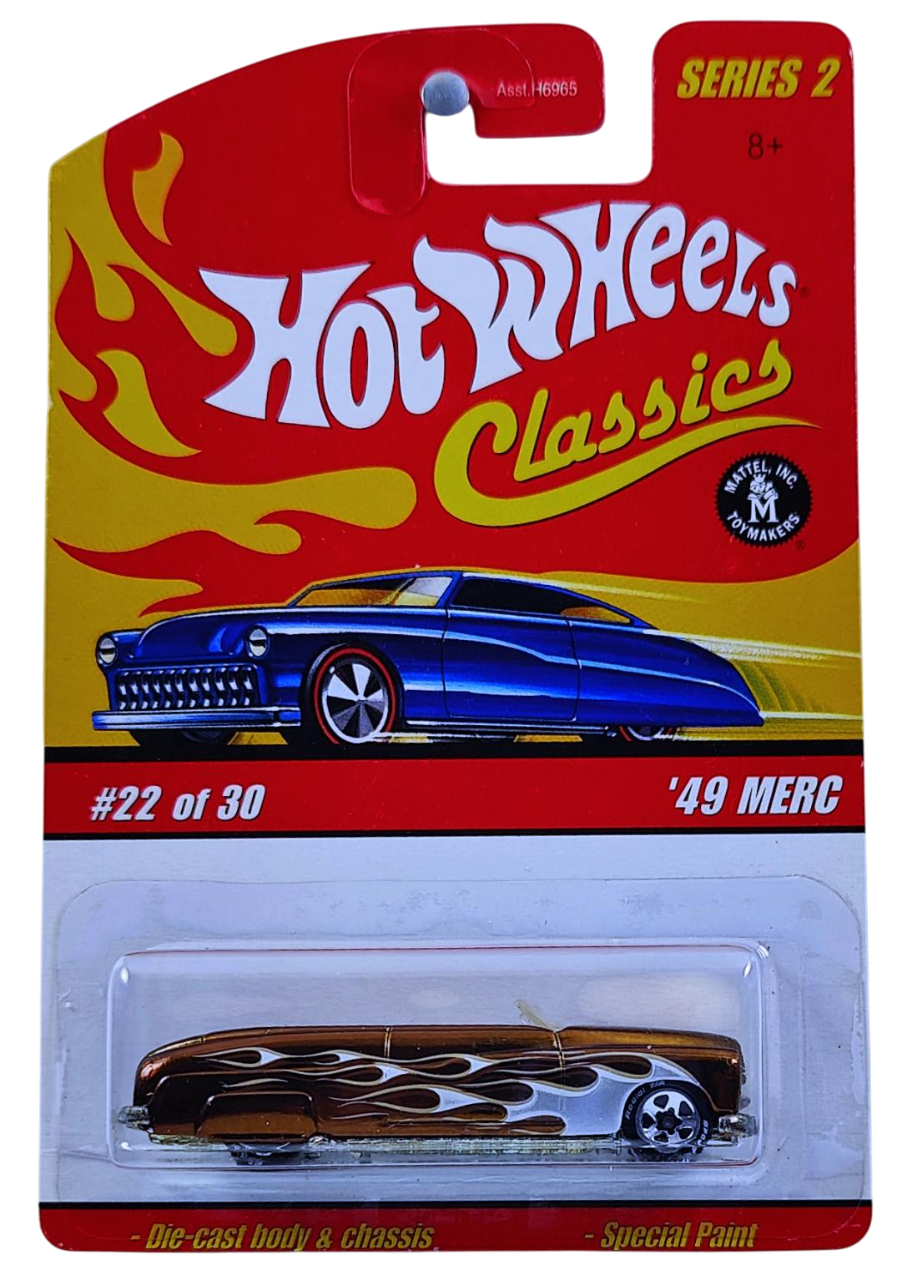 Asst.H6965
SERIES 2
8+
Hot Wheels®
Classics
MATTEL, INC.
M
TOYMAKERS
®
#22 of 30
'49 MERC
- Die-cast body & chassis
- Special Paint